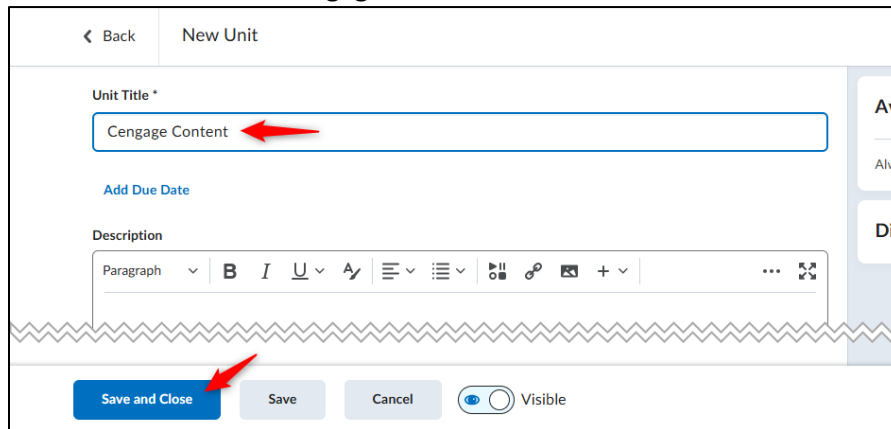 Back New Unit
Unit Title *
Cengage Content
Add Due Date
Description
Paragraph B I U
Save and Close Save Cancel Visible